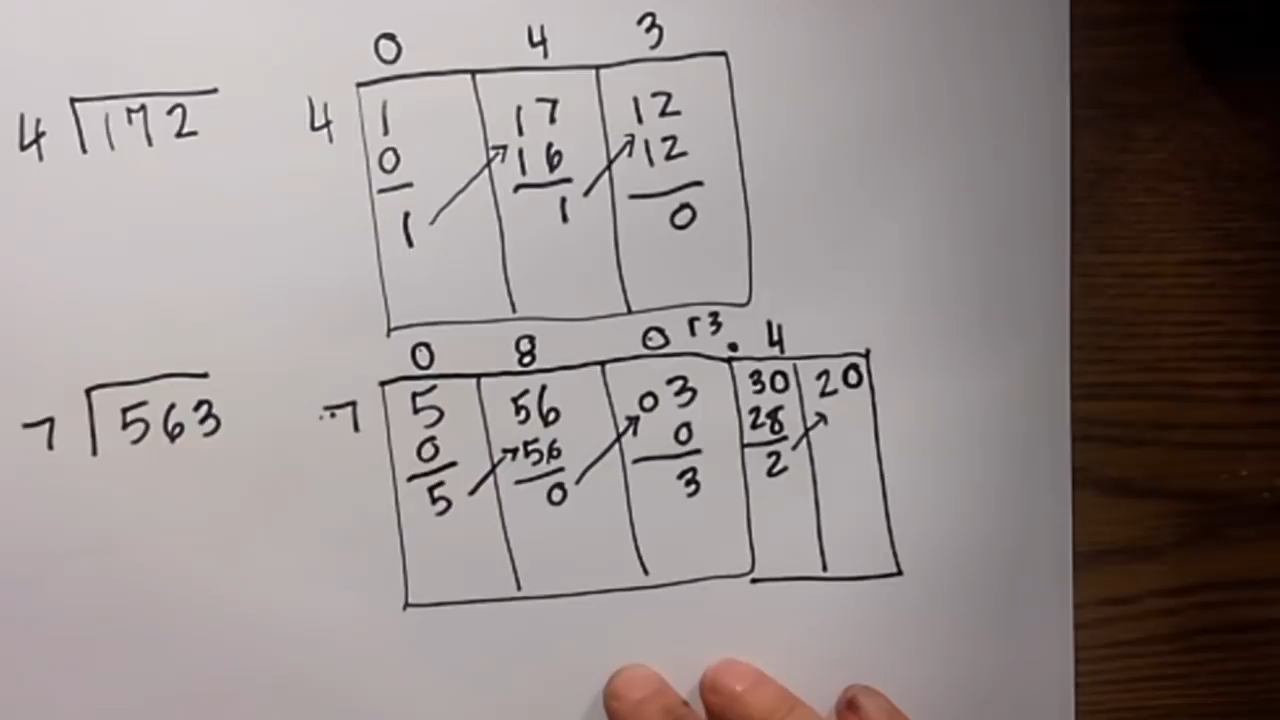 0 4 3
4 172 4 1 17 12
0 16 12
1 1 0
0 8 0 r3 . 4
7 563 7 5 56 03 30 20
0 56 0 28
5 0 3 2